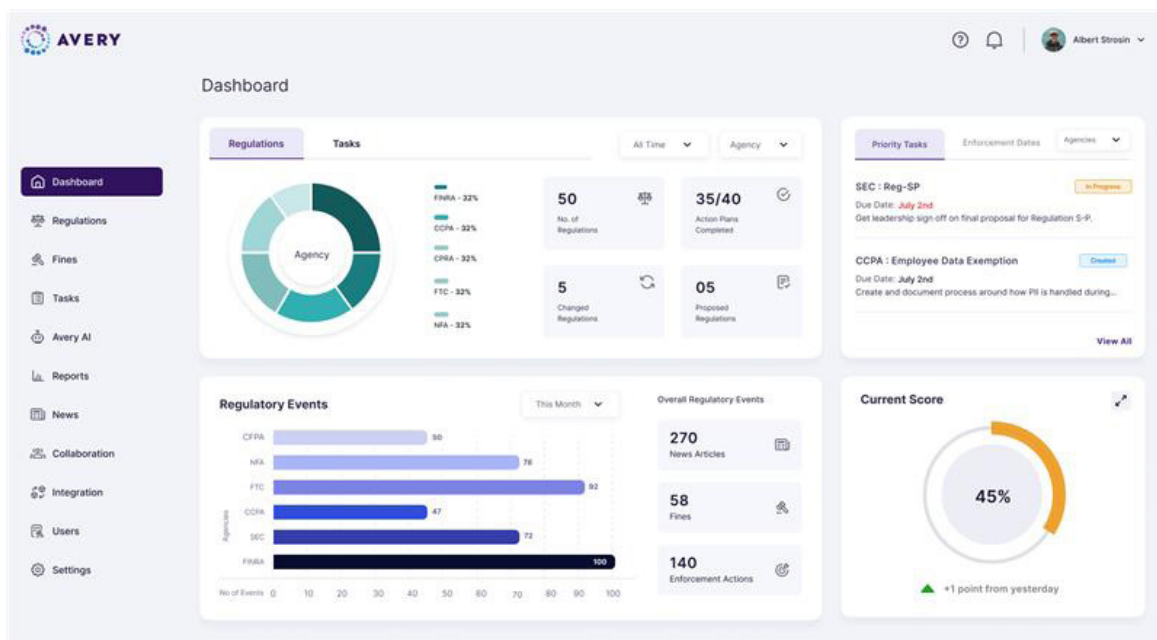 AVERY
Albert Strosin
Dashboard
Dashboard
Regulations
Fines
Tasks
Avery AI
Reports
News
Collaboration
Integration
Users
Settings
Regulations Tasks
All Time
Agency
Agency
FINRA - 32%
CCPA - 32%
CPRA - 32%
FTC - 32%
NFA - 32%
50
No. of
Regulations
35/40
Action Plans
Completed
5
Changed
Regulations
05
Proposed
Regulations
Priority Tasks Enforcement Dates Agencies
SEC : Reg-SP In Progress
Due Date: July 2nd
Get leadership sign off on final proposal for Regulation S-P.
CCPA : Employee Data Exemption Created
Due Date: July 2nd
Create and document process around how PII is handled during...
View All
Regulatory Events
This Month
Agencies
CFPA 50
NFA 78
FTC 92
CCPA 47
SEC 72
FINRA 100
No of Events 0 10 20 30 40 50 60 70 80 90 100
Overall Regulatory Events
270
News Articles
58
Fines
140
Enforcement Actions
Current Score
45%
+1 point from yesterday